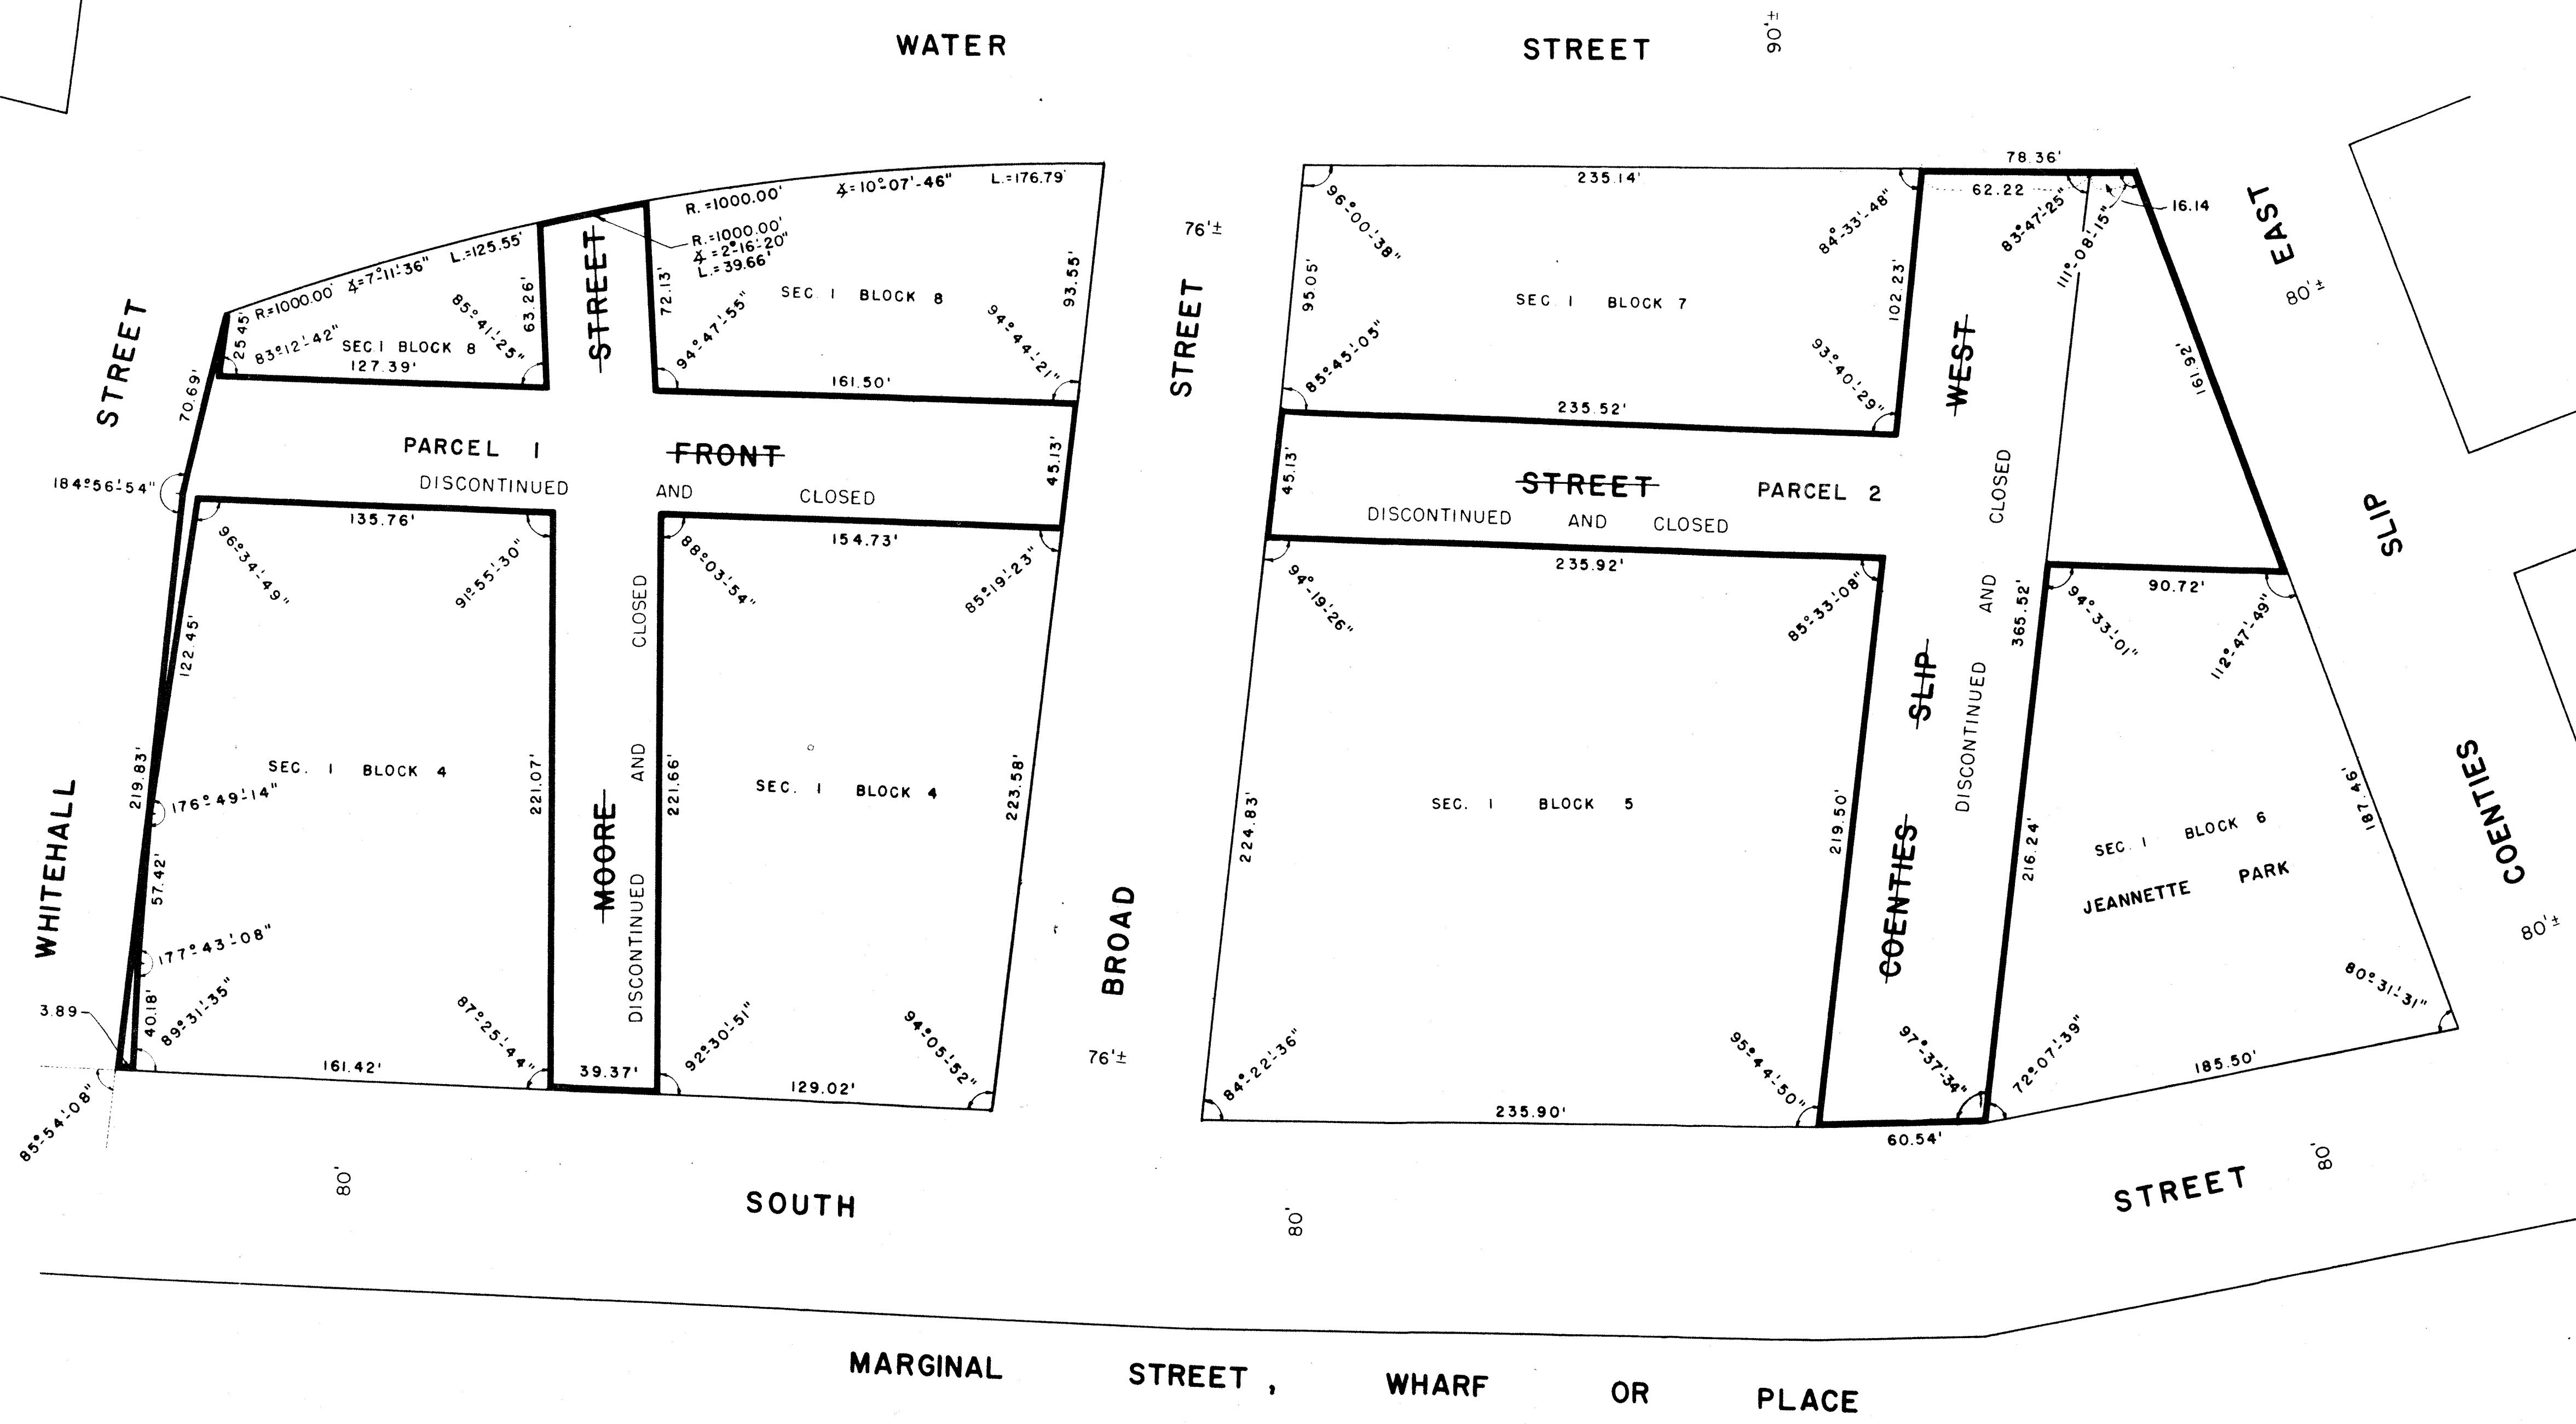 WATER STREET 90'±
78.36'
62.22
16.14
235.14'
96°-00'-38"
84°-33'-48"
83°-47'-25"
111°-08'-15"
EAST
80'±
R.=1000.00' ∡=10°-07'-46" L.=176.79'
R.=1000.00'
∡=2°-16'-20"
L.=39.66'
R.=1000.00' ∡=7°-11'-36" L.=125.55'
STREET
76'±
25.45'
83°12'-42"
85°-41'-25"
63.26'
SEC 1 BLOCK 8
127.39'
72.13'
94°-47'-55"
SEC. 1 BLOCK 8
94°-44'-21"
93.55'
161.50'
95.05'
85°-45'-05"
SEC. 1 BLOCK 7
102.23'
93°-40'-29"
235.52'
WEST
161.92'
STREET
70.69'
STREET
PARCEL 1 FRONT
DISCONTINUED AND CLOSED
45.13'
45.13'
STREET PARCEL 2
DISCONTINUED AND CLOSED
SLIP
184°-56'-54"
135.76'
154.73'
235.92'
90.72'
96°-34'-49"
91°-55'-30"
88°-03'-54"
85°-19'-23"
94°-19'-26"
85°-33'-08"
94°-33'-01"
112°-47'-49"
365.52'
122.45'
219.83'
SEC. 1 BLOCK 4
221.07'
MOORE
DISCONTINUED AND CLOSED
221.66'
SEC. 1 BLOCK 4
223.58'
224.83'
SEC. 1 BLOCK 5
219.50'
COENTIES SLIP
DISCONTINUED AND CLOSED
216.24'
SEC. 1 BLOCK 6
JEANNETTE PARK
187.46'
COENTIES
80'±
WHITEHALL
176°-49'-14"
57.42'
177°-43'-08"
40.18'
89°-31'-35"
3.89
85°-54'-08"
161.42'
87°-25'-44"
39.37'
92°-30'-51"
129.02'
94°-05'-52"
BROAD
76'±
84°-22'-36"
235.90'
95°-44'-50"
97°-37'-34"
60.54'
72°-07'-39"
80°-31'-31"
185.50'
80'
SOUTH
80'
STREET
80'
MARGINAL STREET, WHARF OR PLACE